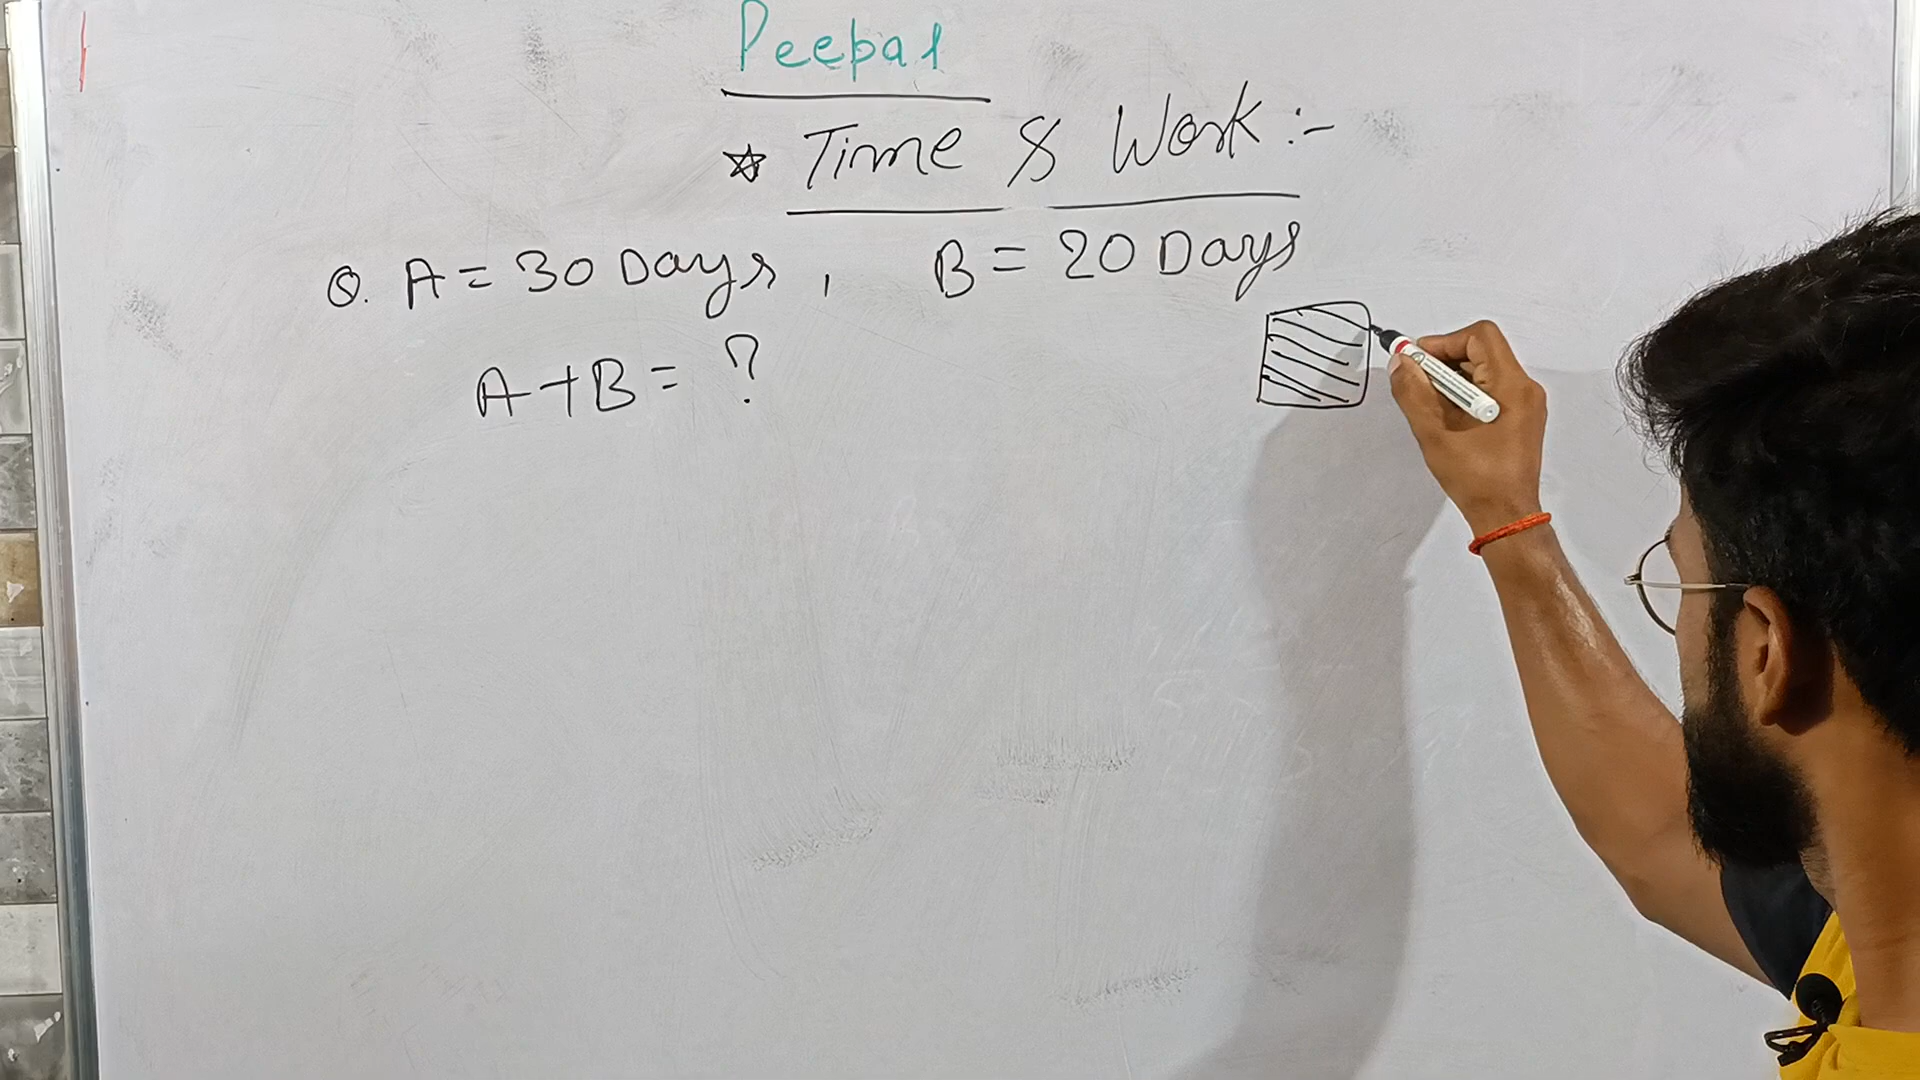 Peepal
* Time & Work :-
Q. A = 30 Days, B = 20 Days
A + B = ?